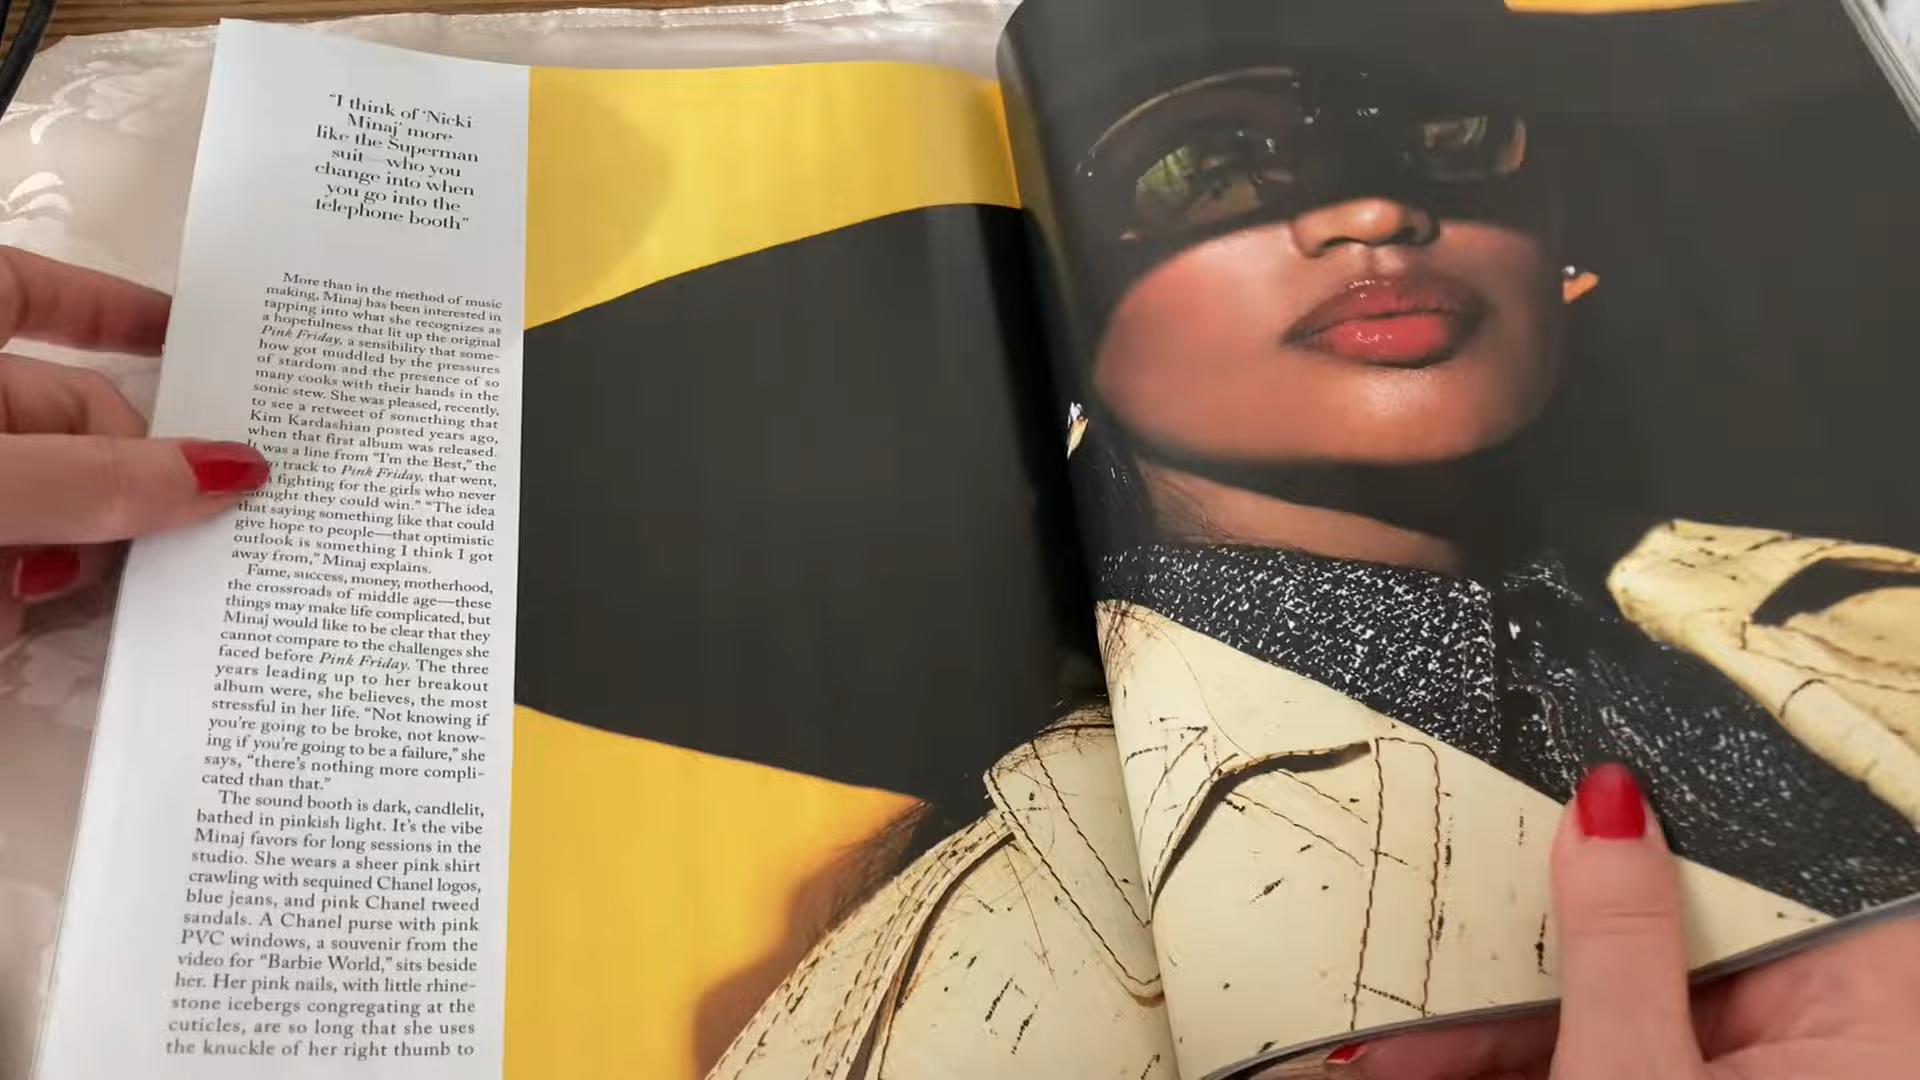 “I think of ‘Nicki
Minaj’ more
like the Superman
suit—who you
change into when
you go into the
telephone booth”
More than in the method of music
making, Minaj has been interested in
tapping into what she recognizes as
a hopefulness that lit up the original
Pink Friday, a sensibility that some-
how got muddled by the pressures
of stardom and the presence of so
many cooks with their hands in the
sonic stew. She was pleased, recently,
to see a retweet of something that
Kim Kardashian posted years ago,
when that first album was released.
It was a line from “I’m the Best,” the
track to Pink Friday, that went,
fighting for the girls who never
thought they could win.” “The idea
that saying something like that could
give hope to people—that optimistic
outlook is something I think I got
away from,” Minaj explains.
Fame, success, money, motherhood,
the crossroads of middle age—these
things may make life complicated, but
Minaj would like to be clear that they
cannot compare to the challenges she
faced before Pink Friday. The three
years leading up to her breakout
album were, she believes, the most
stressful in her life. “Not knowing if
you’re going to be broke, not know-
ing if you’re going to be a failure,” she
says, “there’s nothing more compli-
cated than that.”
The sound booth is dark, candlelit,
bathed in pinkish light. It’s the vibe
Minaj favors for long sessions in the
studio. She wears a sheer pink shirt
crawling with sequined Chanel logos,
blue jeans, and pink Chanel tweed
sandals. A Chanel purse with pink
PVC windows, a souvenir from the
video for “Barbie World,” sits beside
her. Her pink nails, with little rhine-
stone icebergs congregating at the
cuticles, are so long that she uses
the knuckle of her right thumb to